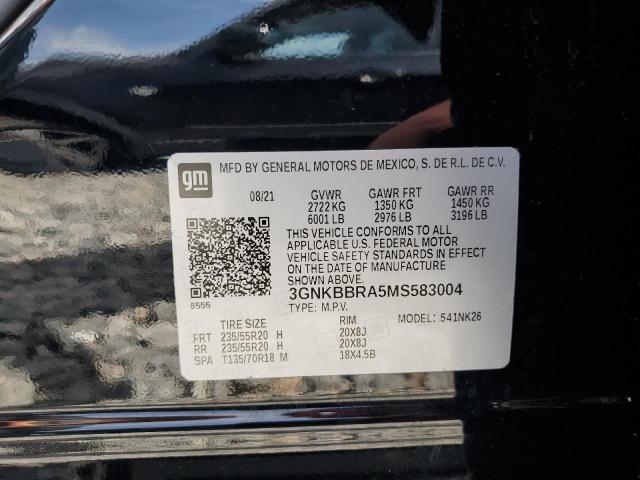 gm
MFD BY GENERAL MOTORS DE MEXICO, S. DE R.L. DE C.V.
08/21 GVWR GAWR FRT GAWR RR
2722 KG 1350 KG 1450 KG
6001 LB 2976 LB 3196 LB
THIS VEHICLE CONFORMS TO ALL
APPLICABLE U.S. FEDERAL MOTOR
VEHICLE SAFETY STANDARDS IN EFFECT
ON THE DATE OF MANUFACTURE
SHOWN ABOVE.
8555
3GNKBBRA5MS583004
TYPE: M.P.V.
TIRE SIZE RIM MODEL: 541NK26
FRT 235/55R20 H 20X8J
RR 235/55R20 H 20X8J
SPA T135/70R18 M 18X4.5B